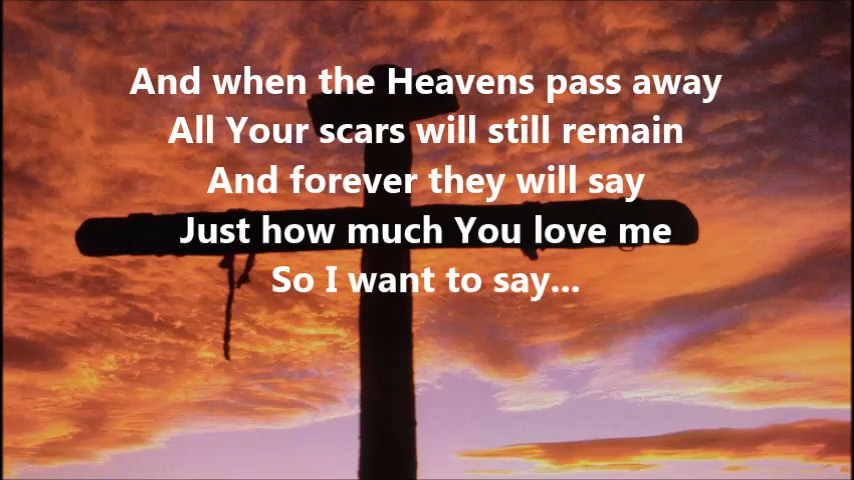 And when the Heavens pass away
All Your scars will still remain
And forever they will say
Just how much You love me
So I want to say...